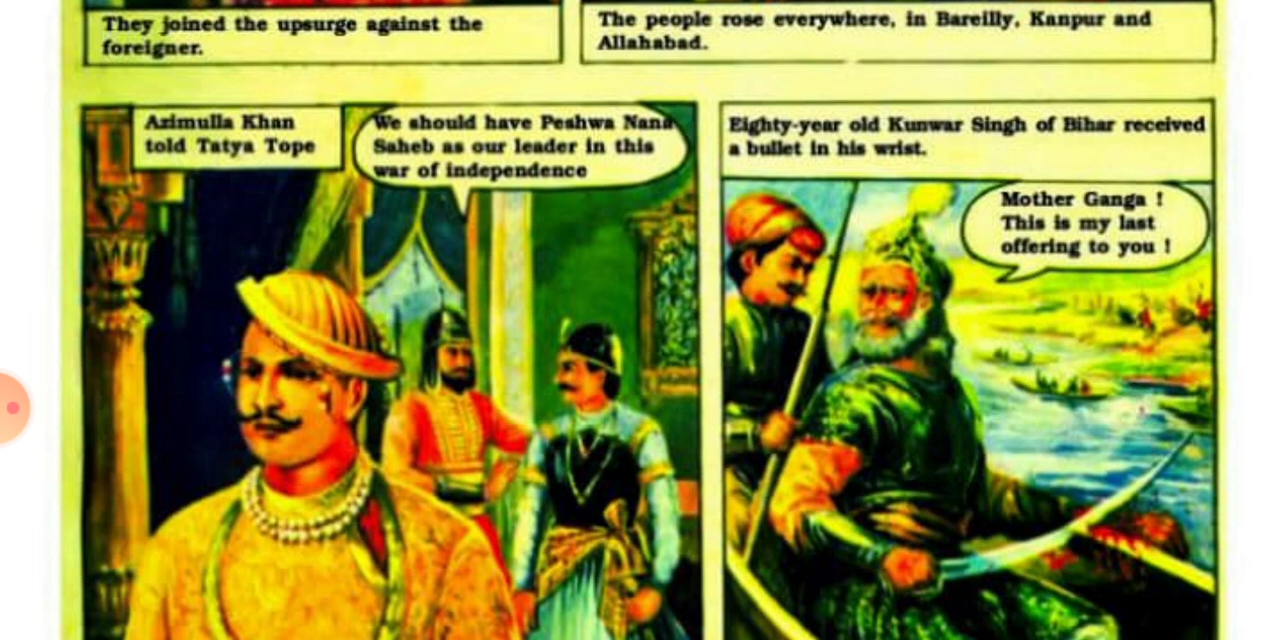 They joined the upsurge against the
foreigner.
The people rose everywhere, in Bareilly, Kanpur and
Allahabad.
Azimulla Khan
told Tatya Tope
We should have Peshwa Nana
Saheb as our leader in this
war of independence
Eighty-year old Kunwar Singh of Bihar received
a bullet in his wrist.
Mother Ganga !
This is my last
offering to you !